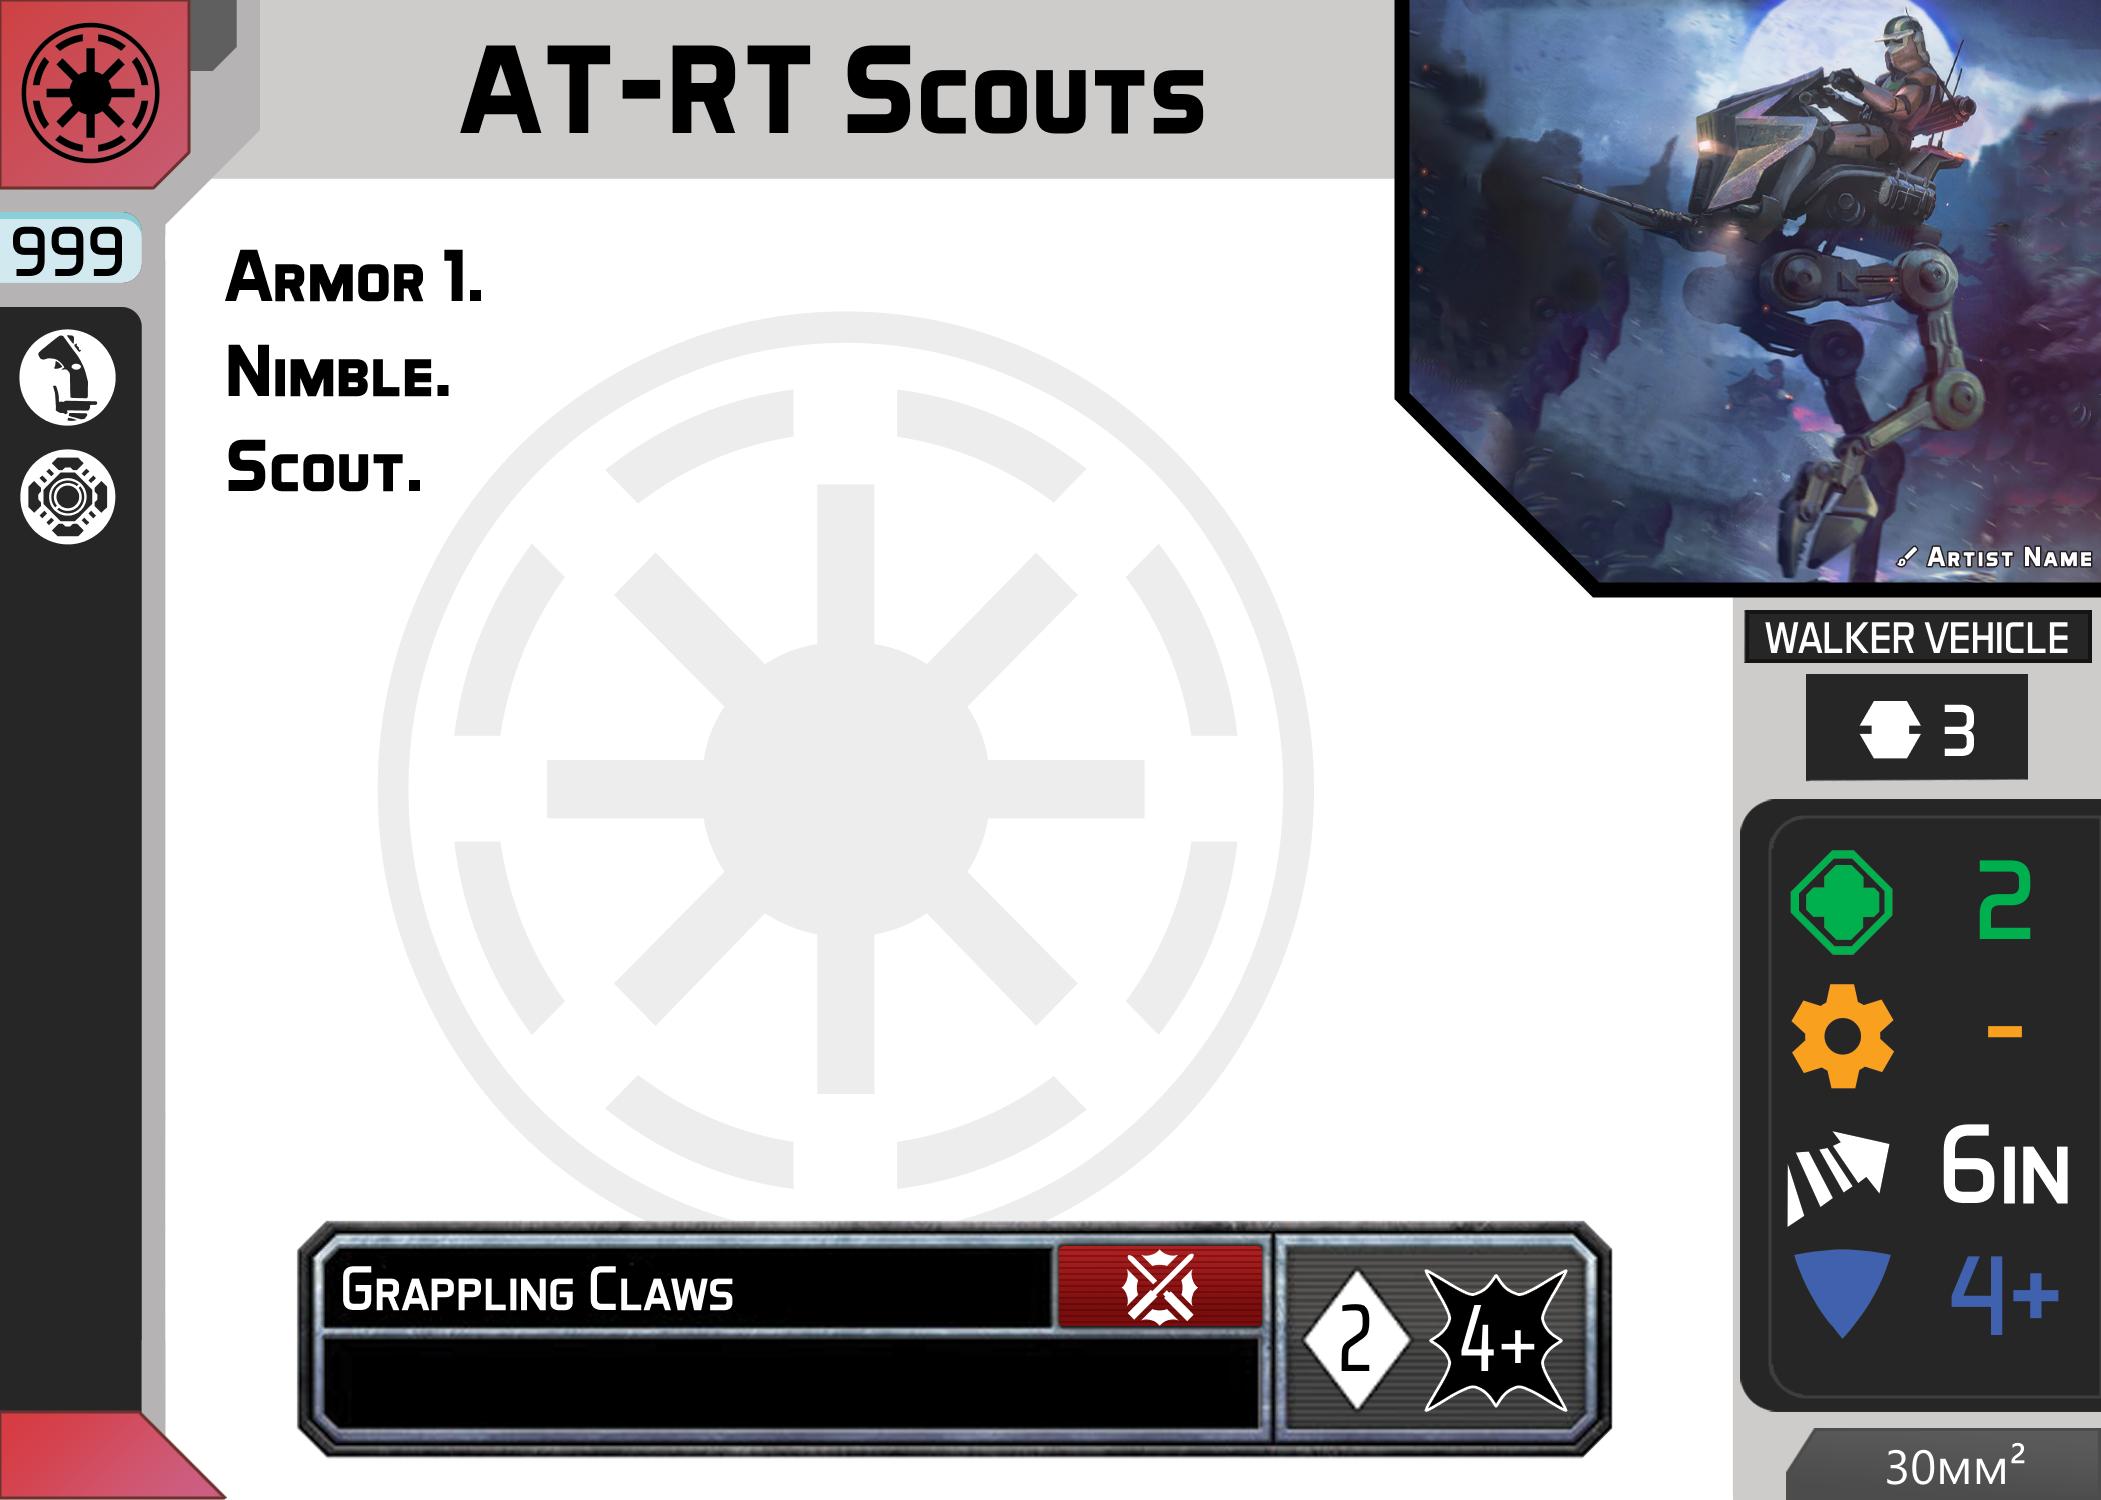 AT-RT Scouts
999
Armor 1.
Nimble.
Scout.
Artist Name
WALKER VEHICLE
3
2
-
6in
4+
Grappling Claws
2
4+
30mm²